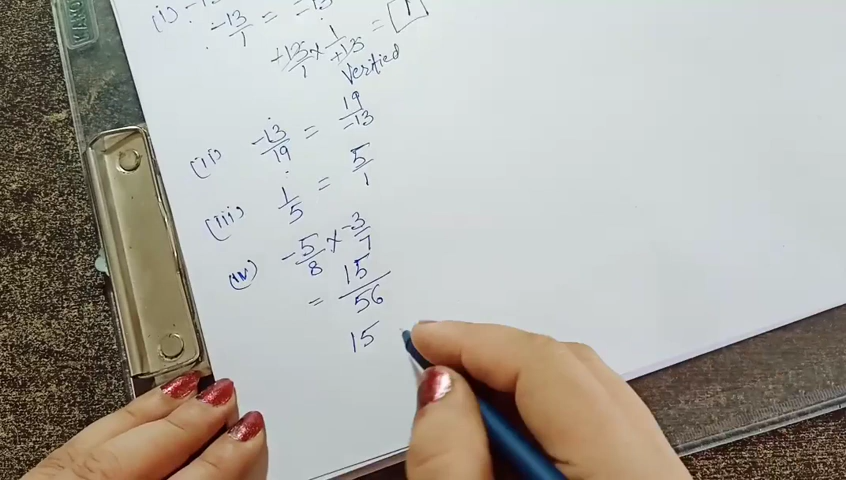 (i) -13
-13/1 = -13
+13/1 × 1/+13 = 1
Verified
(ii) -13/19 = 19/-13
(iii) 1/5 = 5/1
(iv) -5/8 × -3/7
= 15/56
15